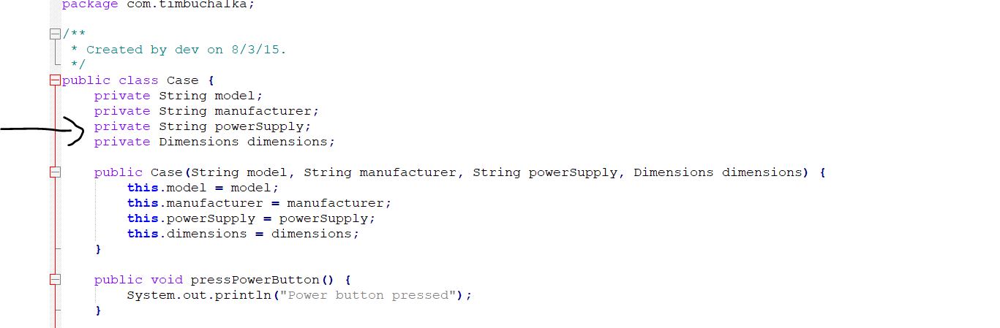 package com.timbuchalka;
/**
 * Created by dev on 8/3/15.
 */
public class Case {
    private String model;
    private String manufacturer;
    private String powerSupply;
    private Dimensions dimensions;
    public Case(String model, String manufacturer, String powerSupply, Dimensions dimensions) {
        this.model = model;
        this.manufacturer = manufacturer;
        this.powerSupply = powerSupply;
        this.dimensions = dimensions;
    }
    public void pressPowerButton() {
        System.out.println("Power button pressed");
    }